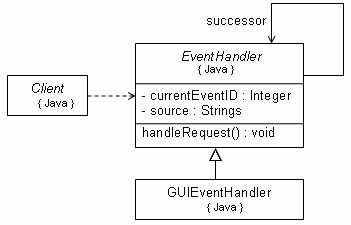 successor
EventHandler
{ Java }
- currentEventID : Integer
- source : Strings
handleRequest() : void
Client
{ Java }
GUIEventHandler
{ Java }